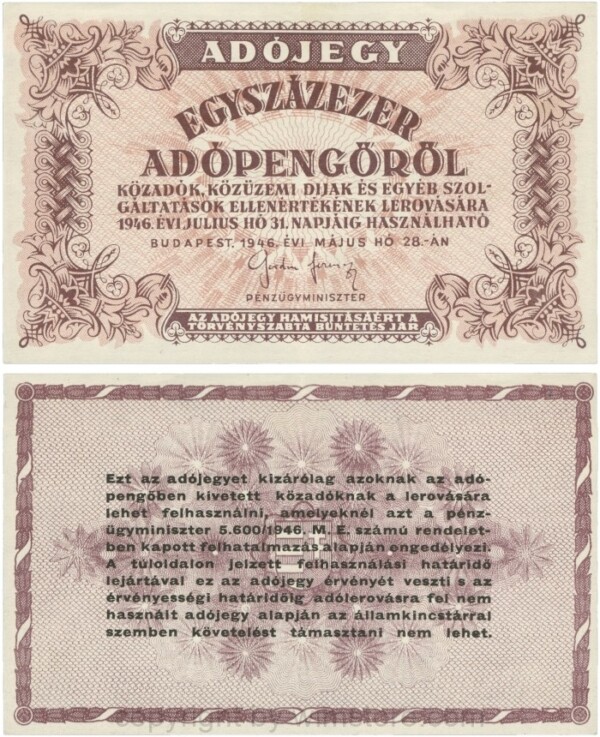 ADÓJEGY
EGYSZÁZEZER
ADÓPENGŐRŐL
KÖZADÓK, KÖZÜZEMI DIJAK ÉS EGYÉB SZOL-
GÁLTATÁSOK ELLENÉRTÉKÉNEK LEROVÁSÁRA
1946. ÉVI JULIUS HÓ 31. NAPJÁIG HASZNÁLHATÓ
BUDAPEST, 1946. ÉVI MÁJUS HÓ 28.-ÁN
PÉNZÜGYMINISZTER
AZ ADÓJEGY HAMISITÁSÁÉRT A
TÖRVÉNYSZABTA BÜNTETÉS JÁR
Ezt az adójegyet kizárólag azoknak az adó-
pengőben kivetett közadóknak a lerovására
lehet felhasználni, amelyeknél azt a pénz-
ügyminiszter 5.600/1946. M. E. számú rendelet-
ben kapott felhatalmazás alapján engedélyezi.
A túloldalon jelzett felhasználási határidő
lejártával ez az adójegy érvényét veszti s az
érvényességi határidőig adólerovásra fel nem
használt adójegy alapján az államkincstárral
szemben követelést támasztani nem lehet.